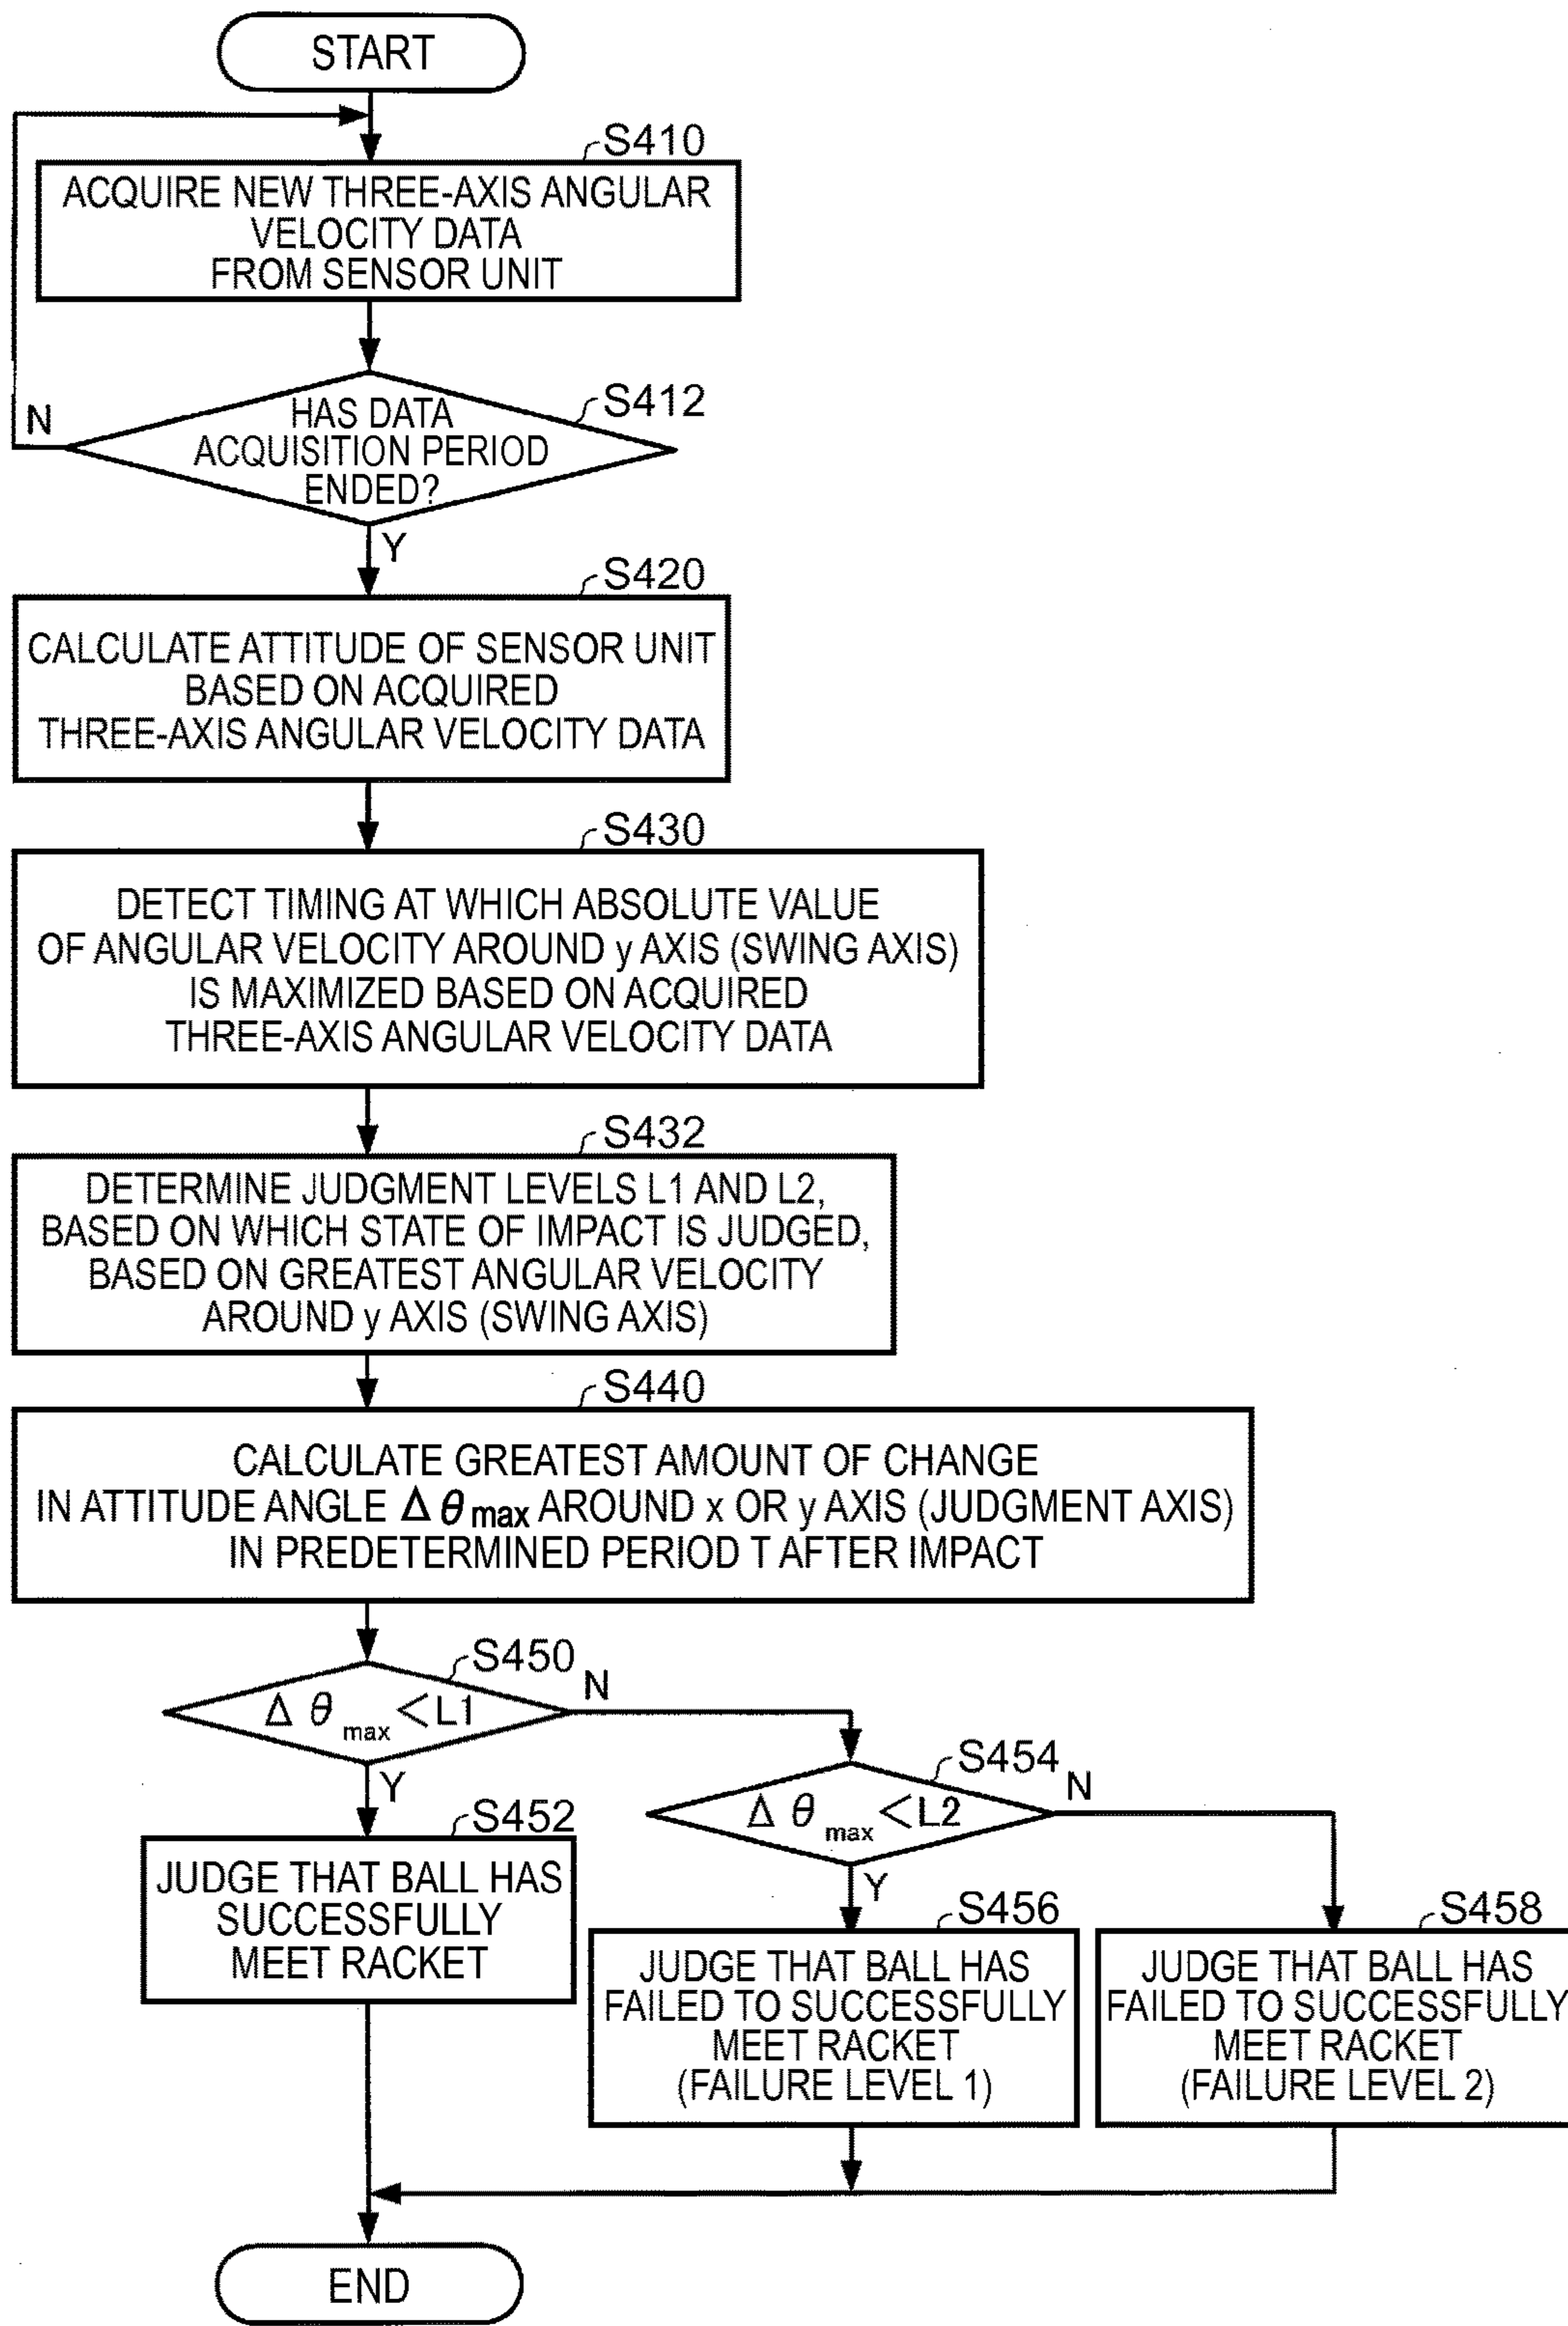 START
S410
ACQUIRE NEW THREE-AXIS ANGULAR
VELOCITY DATA
FROM SENSOR UNIT
S412
N
HAS DATA
ACQUISITION PERIOD
ENDED?
Y
S420
CALCULATE ATTITUDE OF SENSOR UNIT
BASED ON ACQUIRED
THREE-AXIS ANGULAR VELOCITY DATA
S430
DETECT TIMING AT WHICH ABSOLUTE VALUE
OF ANGULAR VELOCITY AROUND y AXIS (SWING AXIS)
IS MAXIMIZED BASED ON ACQUIRED
THREE-AXIS ANGULAR VELOCITY DATA
S432
DETERMINE JUDGMENT LEVELS L1 AND L2,
BASED ON WHICH STATE OF IMPACT IS JUDGED,
BASED ON GREATEST ANGULAR VELOCITY
AROUND y AXIS (SWING AXIS)
S440
CALCULATE GREATEST AMOUNT OF CHANGE
IN ATTITUDE ANGLE Δθmax AROUND x OR y AXIS (JUDGMENT AXIS)
IN PREDETERMINED PERIOD T AFTER IMPACT
S450
N
Δ θ max <L1
Y
S454
N
Δ θ max <L2
Y
S452
JUDGE THAT BALL HAS
SUCCESSFULLY
MEET RACKET
S456
JUDGE THAT BALL HAS
FAILED TO SUCCESSFULLY
MEET RACKET
(FAILURE LEVEL 1)
S458
JUDGE THAT BALL HAS
FAILED TO SUCCESSFULLY
MEET RACKET
(FAILURE LEVEL 2)
END